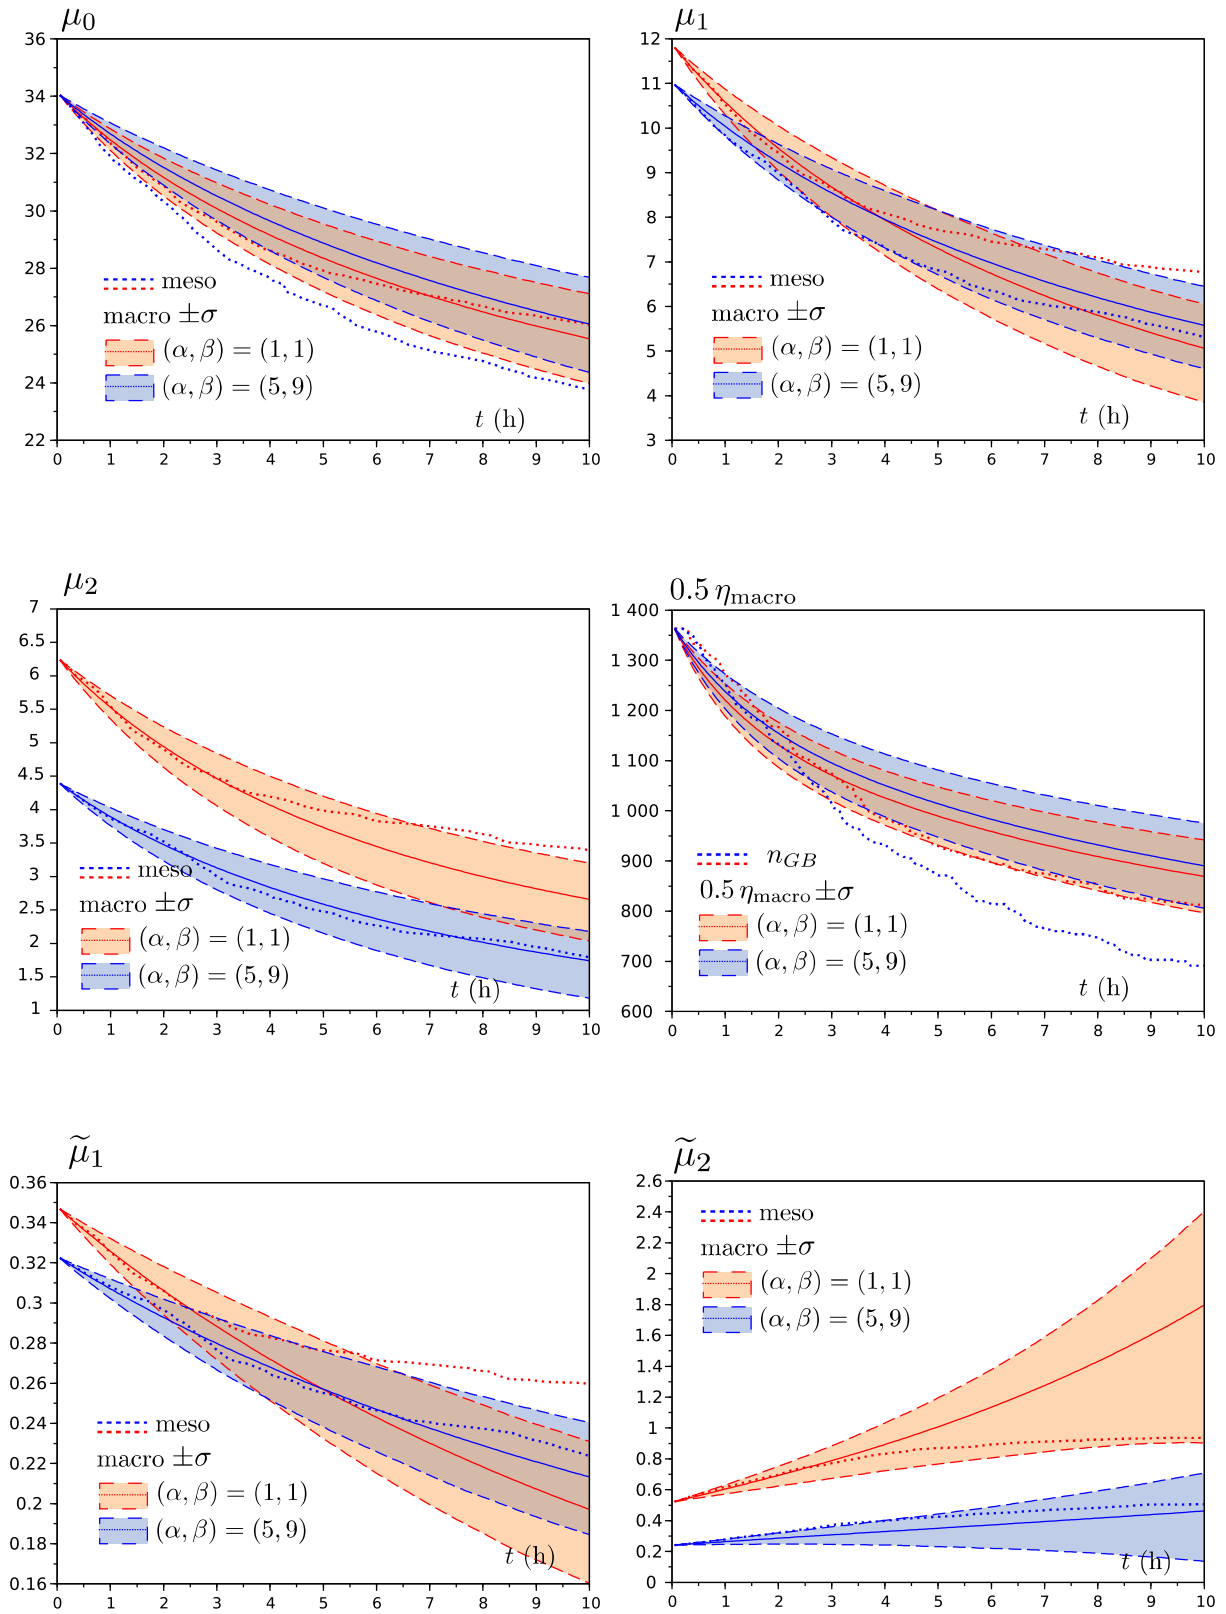 μ₀
36
34
32
30
28
26
24
22
0 1 2 3 4 5 6 7 8 9 10
meso
macro ±σ
(α, β) = (1, 1)
(α, β) = (5, 9)
t (h)
μ₁
12
11
10
9
8
7
6
5
4
3
0 1 2 3 4 5 6 7 8 9 10
meso
macro ±σ
(α, β) = (1, 1)
(α, β) = (5, 9)
t (h)
μ₂
7
6.5
6
5.5
5
4.5
4
3.5
3
2.5
2
1.5
1
0 1 2 3 4 5 6 7 8 9 10
meso
macro ±σ
(α, β) = (1, 1)
(α, β) = (5, 9)
t (h)
0.5 η_macro
1 400
1 300
1 200
1 100
1 000
900
800
700
600
0 1 2 3 4 5 6 7 8 9 10
n_GB
0.5 η_macro ±σ
(α, β) = (1, 1)
(α, β) = (5, 9)
t (h)
μ̃₁
0.36
0.34
0.32
0.3
0.28
0.26
0.24
0.22
0.2
0.18
0.16
0 1 2 3 4 5 6 7 8 9 10
meso
macro ±σ
(α, β) = (1, 1)
(α, β) = (5, 9)
t (h)
μ̃₂
2.6
2.4
2.2
2
1.8
1.6
1.4
1.2
1
0.8
0.6
0.4
0.2
0
0 1 2 3 4 5 6 7 8 9 10
meso
macro ±σ
(α, β) = (1, 1)
(α, β) = (5, 9)
t (h)